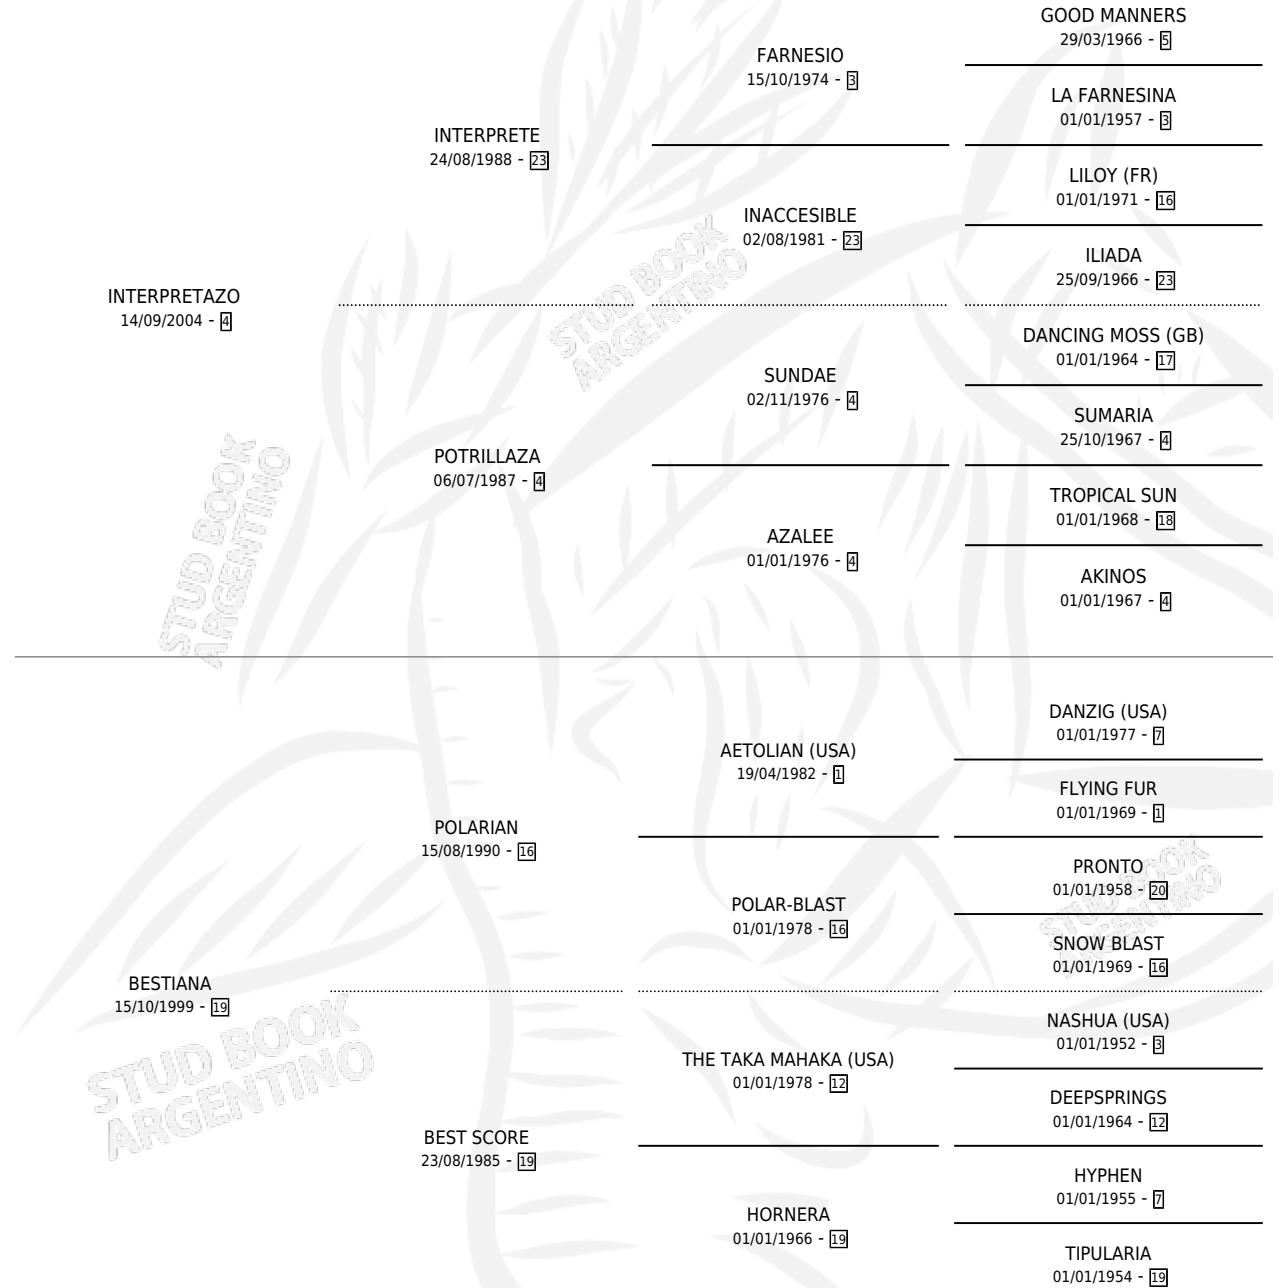 GOOD MANNERS
29/03/1966 - 5
FARNESIO
15/10/1974 - 3
LA FARNESINA
01/01/1957 - 3
INTERPRETE
24/08/1988 - 23
LILOY (FR)
01/01/1971 - 16
INACCESIBLE
02/08/1981 - 23
ILIADA
25/09/1966 - 23
INTERPRETAZO
14/09/2004 - 4
DANCING MOSS (GB)
01/01/1964 - 17
SUNDAE
02/11/1976 - 4
SUMARIA
25/10/1967 - 4
POTRILLAZA
06/07/1987 - 4
TROPICAL SUN
01/01/1968 - 18
AZALEE
01/01/1976 - 4
AKINOS
01/01/1967 - 4
STUD BOOK
ARGENTINO
STUD BOOK
ARGENTINO
DANZIG (USA)
01/01/1977 - 7
AETOLIAN (USA)
19/04/1982 - 1
FLYING FUR
01/01/1969 - 1
POLARIAN
15/08/1990 - 16
PRONTO
01/01/1958 - 20
POLAR-BLAST
01/01/1978 - 16
SNOW BLAST
01/01/1969 - 16
STUD BOOK
ARGENTINO
BESTIANA
15/10/1999 - 19
NASHUA (USA)
01/01/1952 - 3
THE TAKA MAHAKA (USA)
01/01/1978 - 12
DEEPSPRINGS
01/01/1964 - 12
STUD BOOK
ARGENTINO
BEST SCORE
23/08/1985 - 19
HYPHEN
01/01/1955 - 7
HORNERA
01/01/1966 - 19
TIPULARIA
01/01/1954 - 19